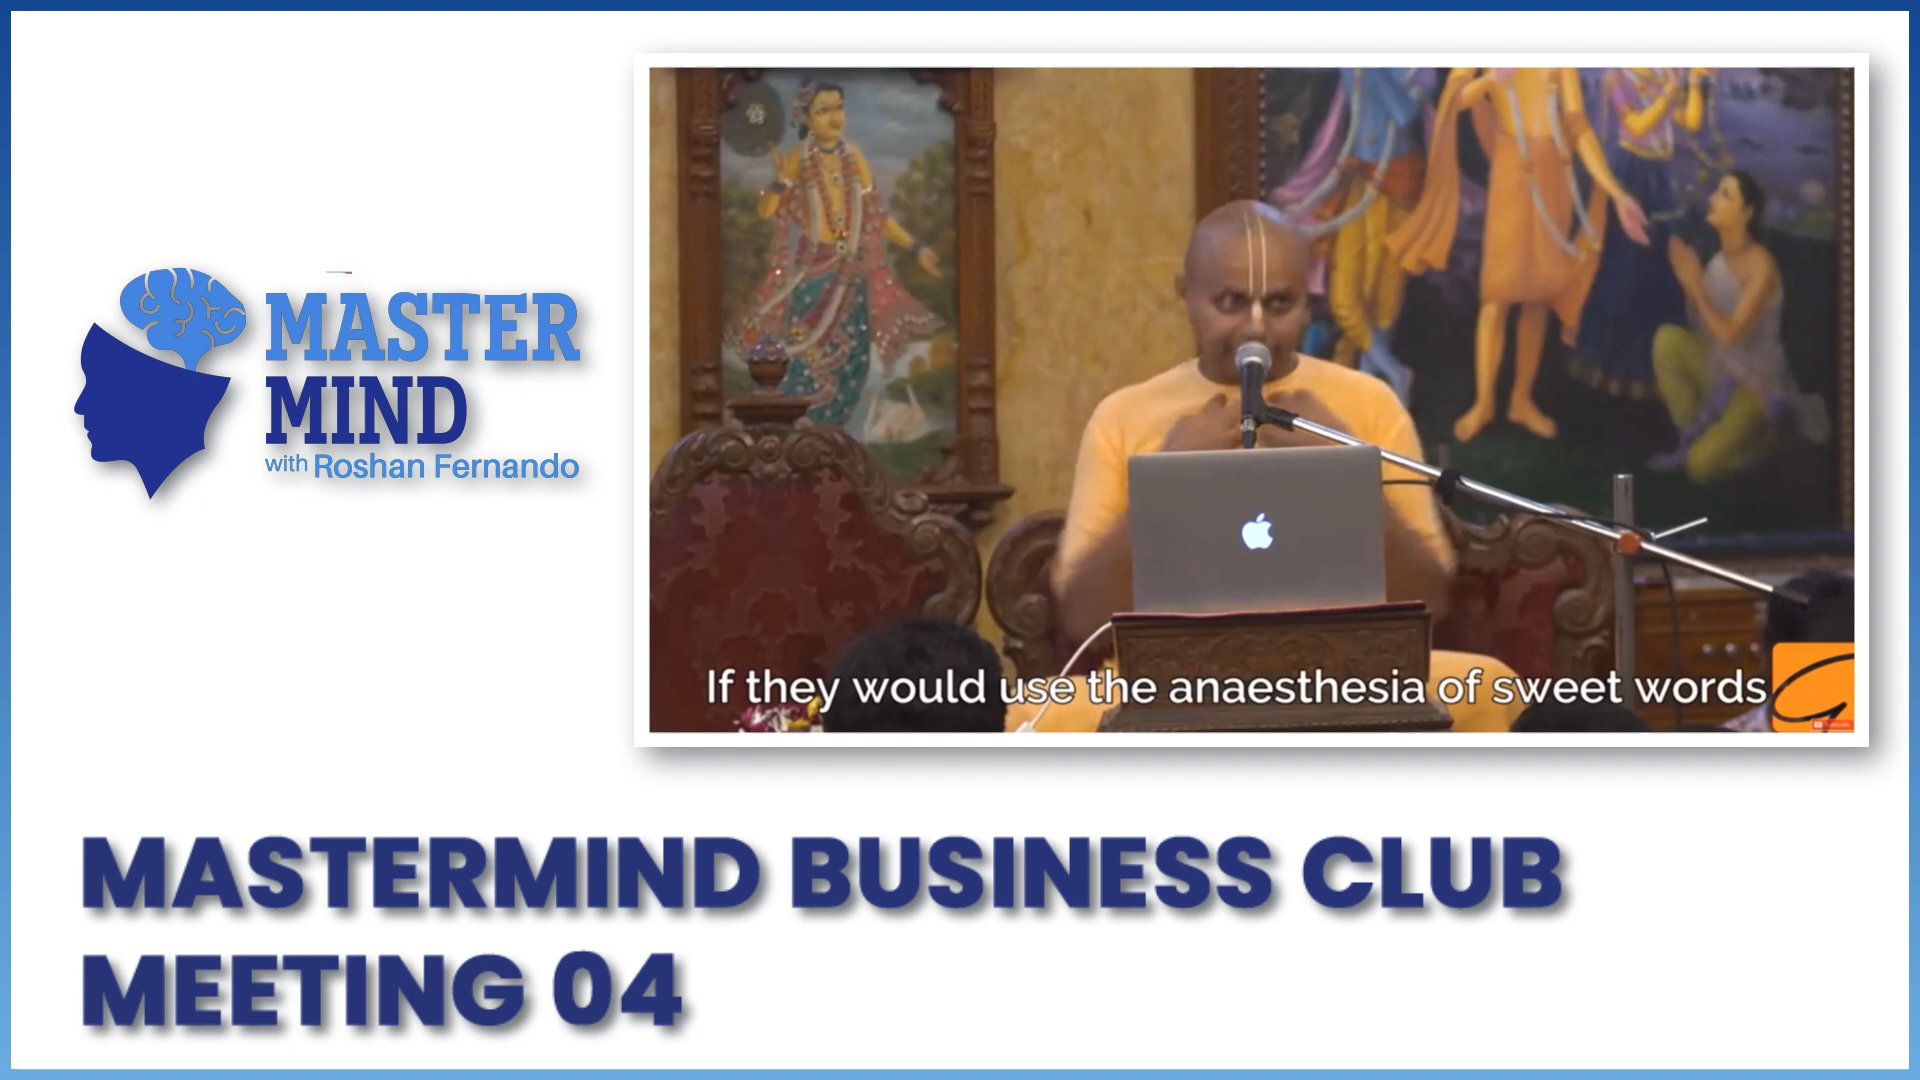 MASTER
MIND
with Roshan Fernando
If they would use the anaesthesia of sweet words
MASTERMIND BUSINESS CLUB
MEETING 04